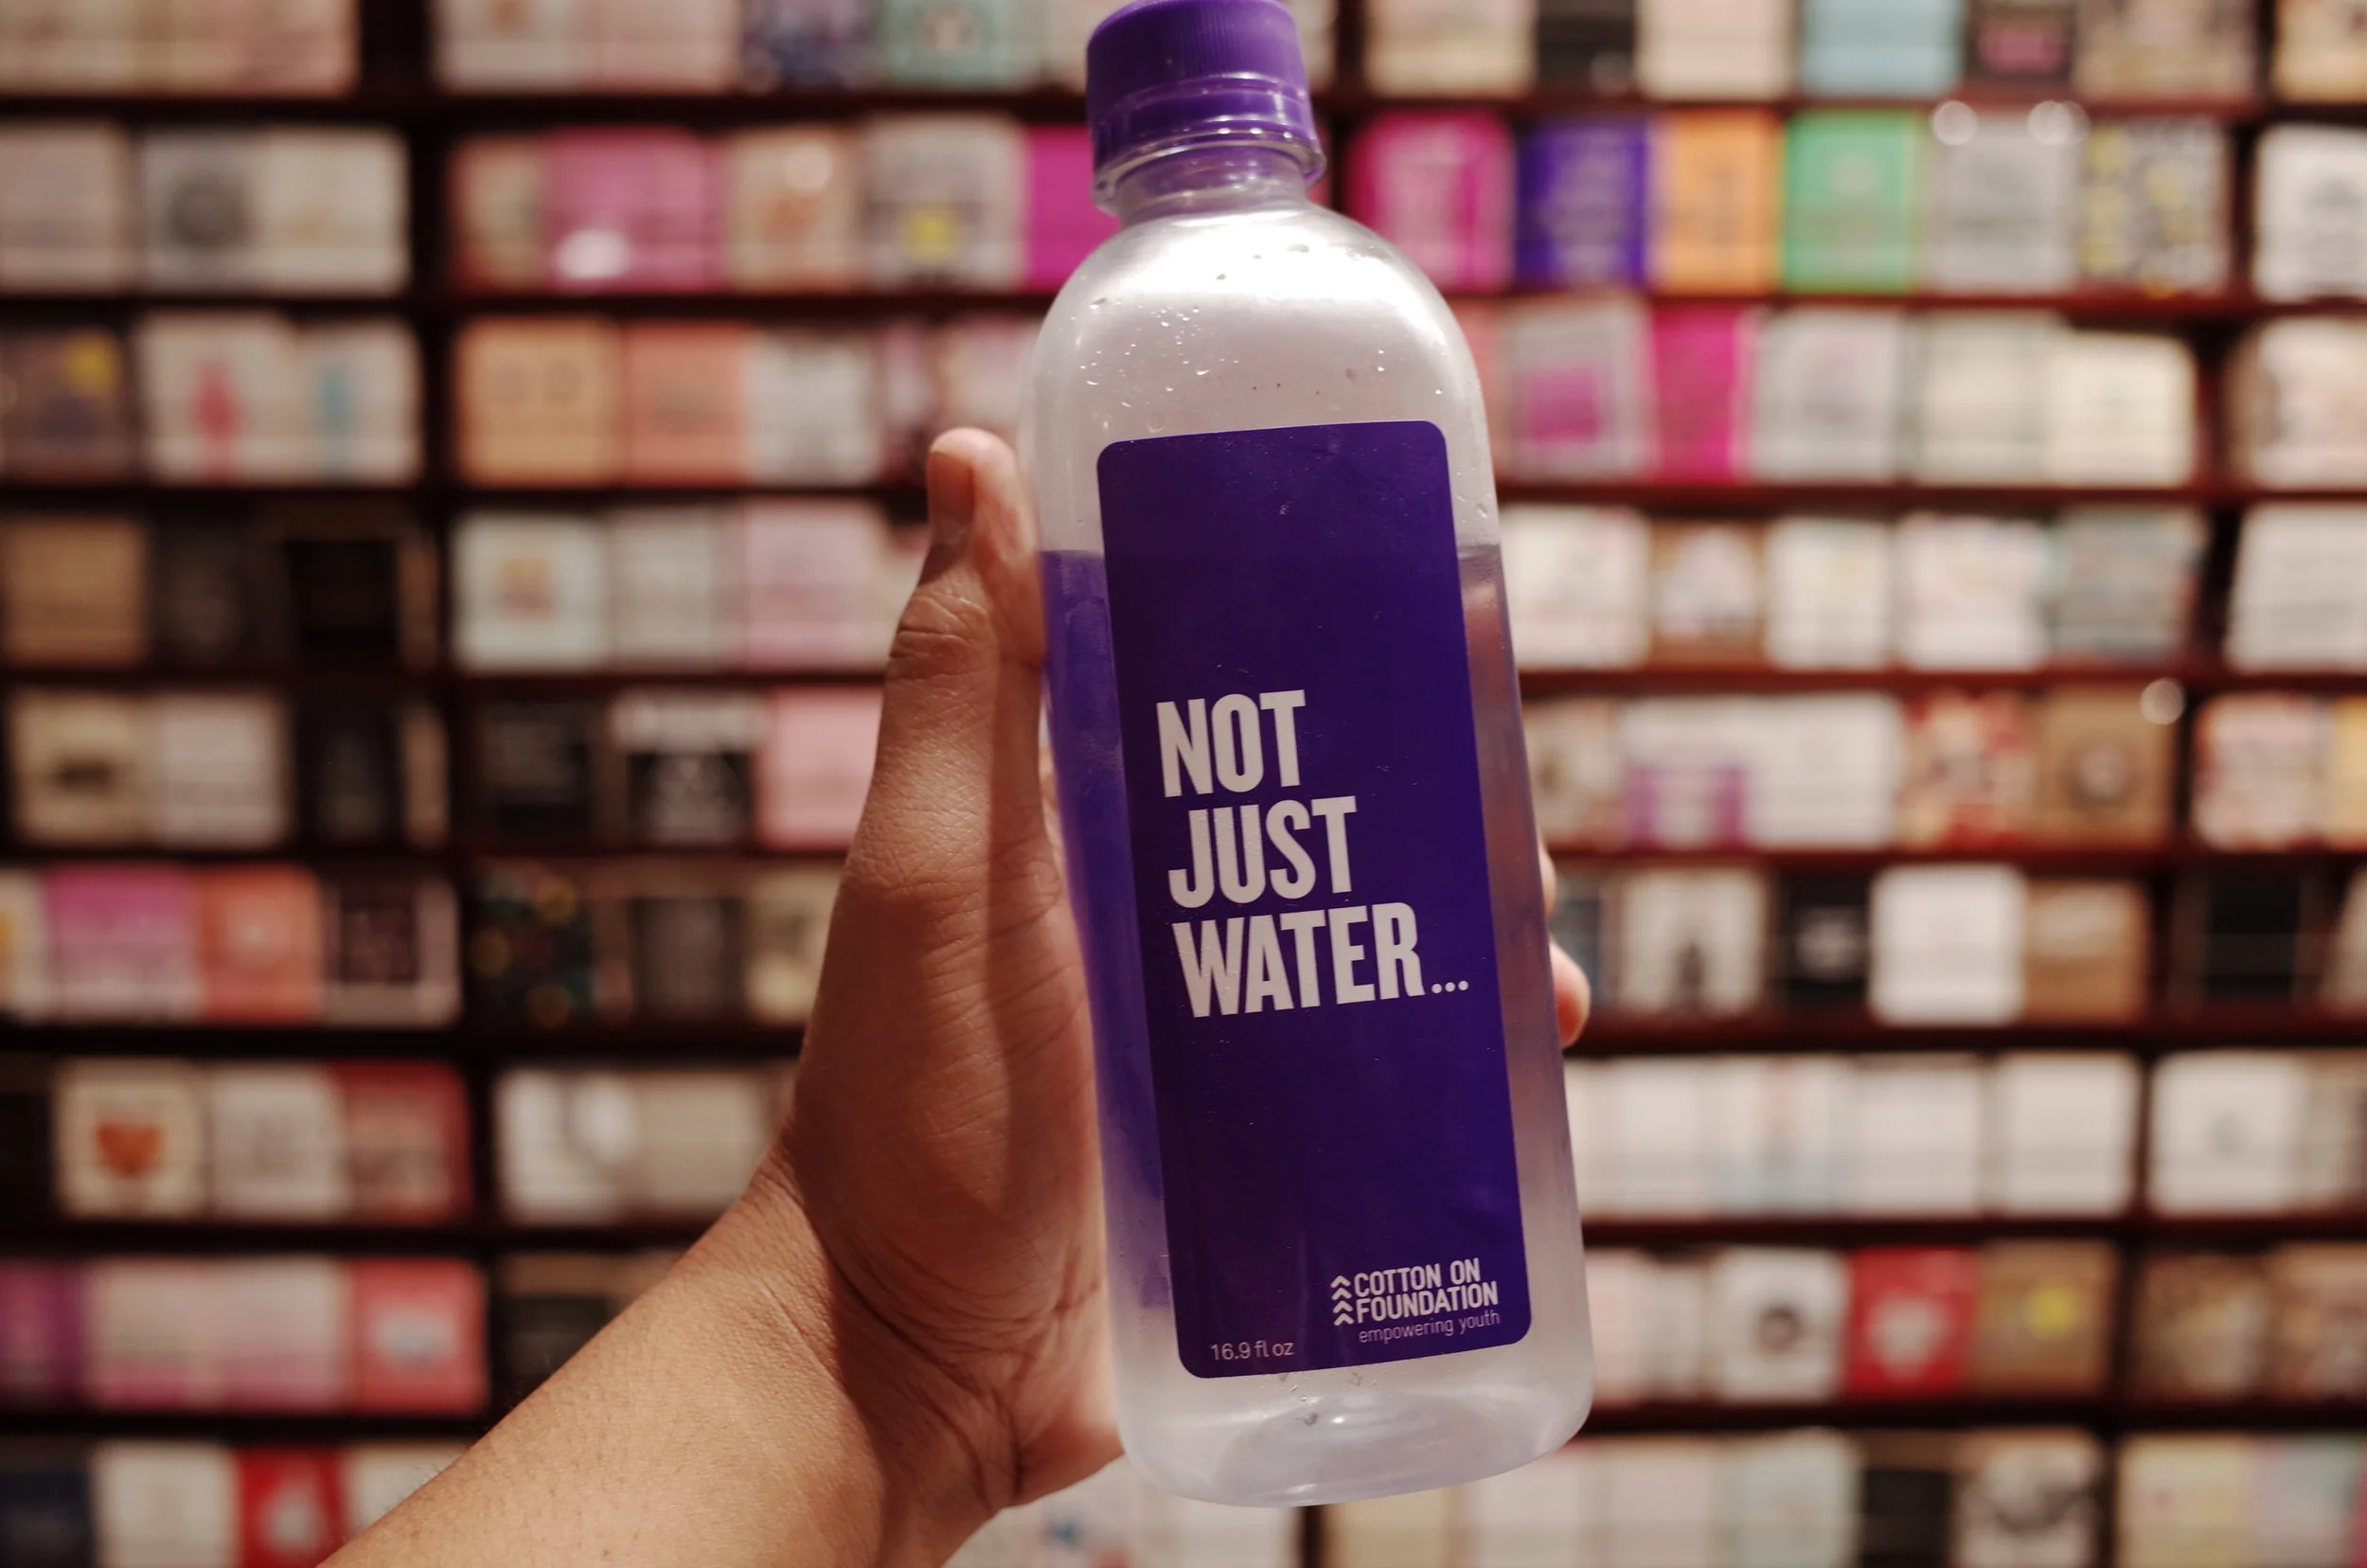 NOT
JUST
WATER...
COTTON ON
FOUNDATION
empowering youth
16.9 fl oz